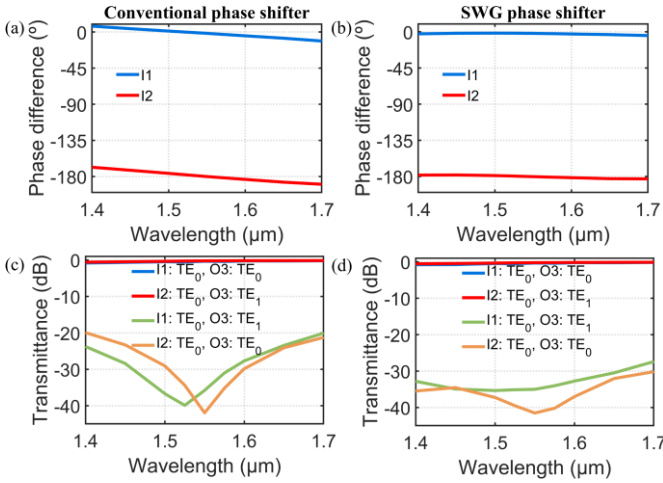 Conventional phase shifter
SWG phase shifter
(a)
Phase difference (º)
0
-45
-90
-135
-180
I1
I2
1.4
1.5
1.6
1.7
Wavelength (μm)
(b)
Phase difference (º)
0
-45
-90
-135
-180
I1
I2
1.4
1.5
1.6
1.7
Wavelength (μm)
(c)
Transmittance (dB)
0
-10
-20
-30
-40
I1: TE₀, O3: TE₀
I2: TE₀, O3: TE₁
I1: TE₀, O3: TE₁
I2: TE₀, O3: TE₀
1.4
1.5
1.6
1.7
Wavelength (μm)
(d)
Transmittance (dB)
0
-10
-20
-30
-40
I1: TE₀, O3: TE₀
I2: TE₀, O3: TE₁
I1: TE₀, O3: TE₁
I2: TE₀, O3: TE₀
1.4
1.5
1.6
1.7
Wavelength (μm)